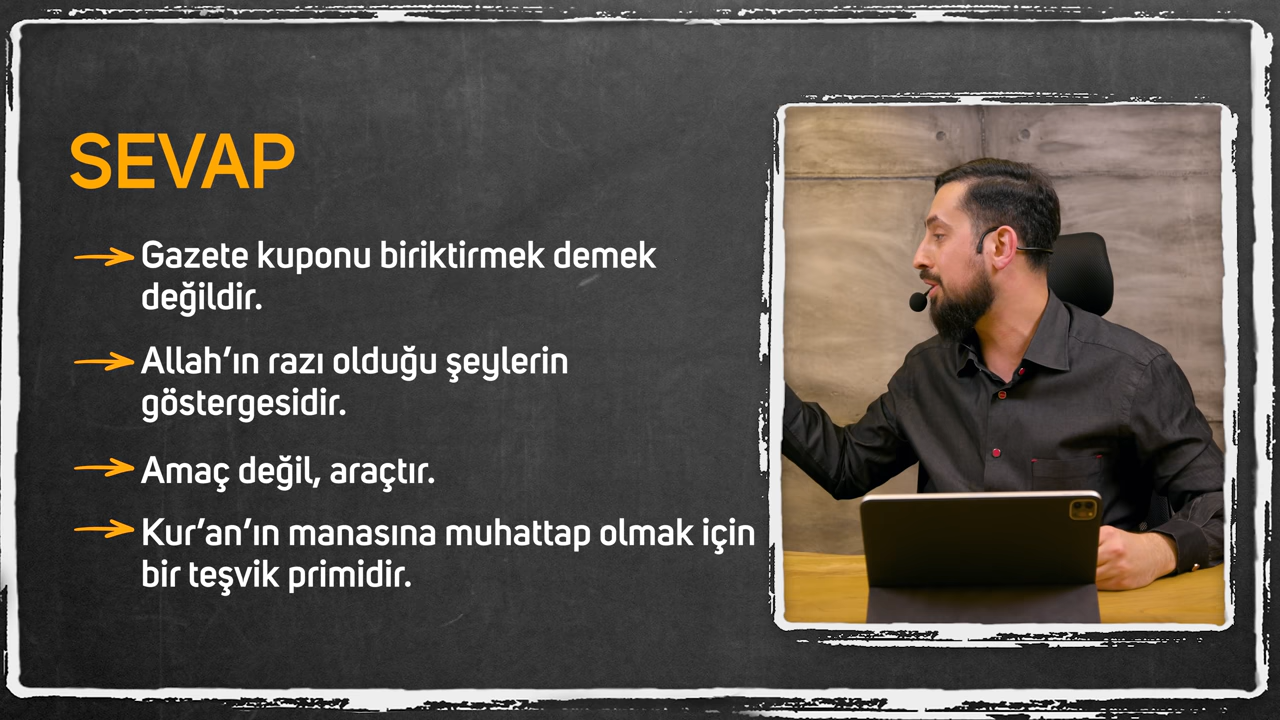 SEVAP
Gazete kuponu biriktirmek demek
değildir.
Allah’ın razı olduğu şeylerin
göstergesidir.
Amaç değil, araçtır.
Kur’an’ın manasına muhattap olmak için
bir teşvik primidir.